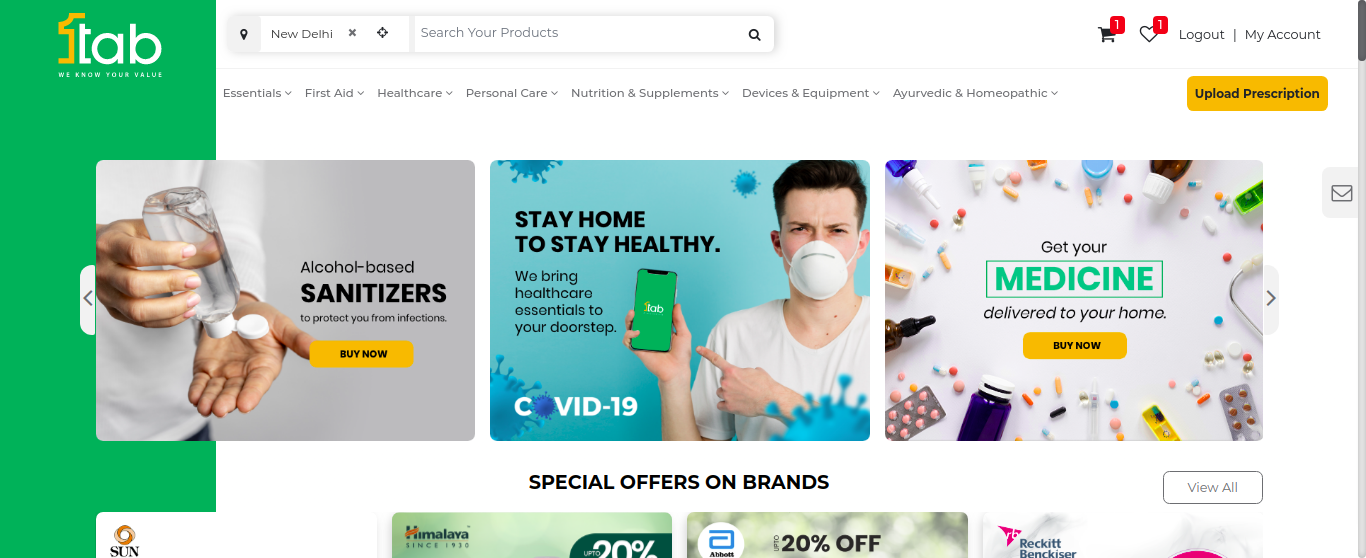 1tab
WE KNOW YOUR VALUE
New Delhi
Search Your Products
1
1
Logout | My Account
Essentials
First Aid
Healthcare
Personal Care
Nutrition & Supplements
Devices & Equipment
Ayurvedic & Homeopathic
Upload Prescription
Alcohol-based
SANITIZERS
to protect you from infections.
BUY NOW
STAY HOME
TO STAY HEALTHY.
We bring
healthcare
essentials to
your doorstep.
1tab
COVID-19
Get your
MEDICINE
delivered to your home.
BUY NOW
SPECIAL OFFERS ON BRANDS
View All
SUN
Himalaya
SINCE 1930
UPTO 20%
Abbott
UPTO 20% OFF
Reckitt
Benckiser